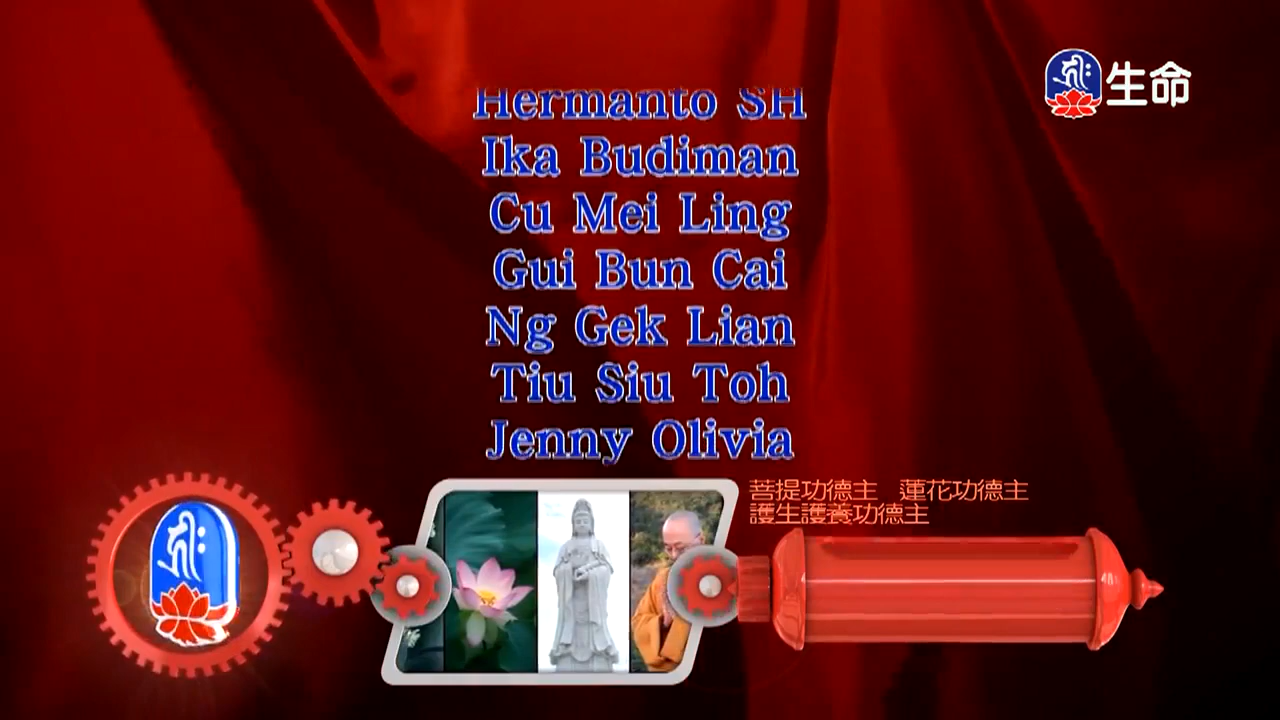 生命
Hermanto SH
Ika Budiman
Cu Mei Ling
Gui Bun Cai
Ng Gek Lian
Tiu Siu Toh
Jenny Olivia
菩提功德主 蓮花功德主
護生護養功德主